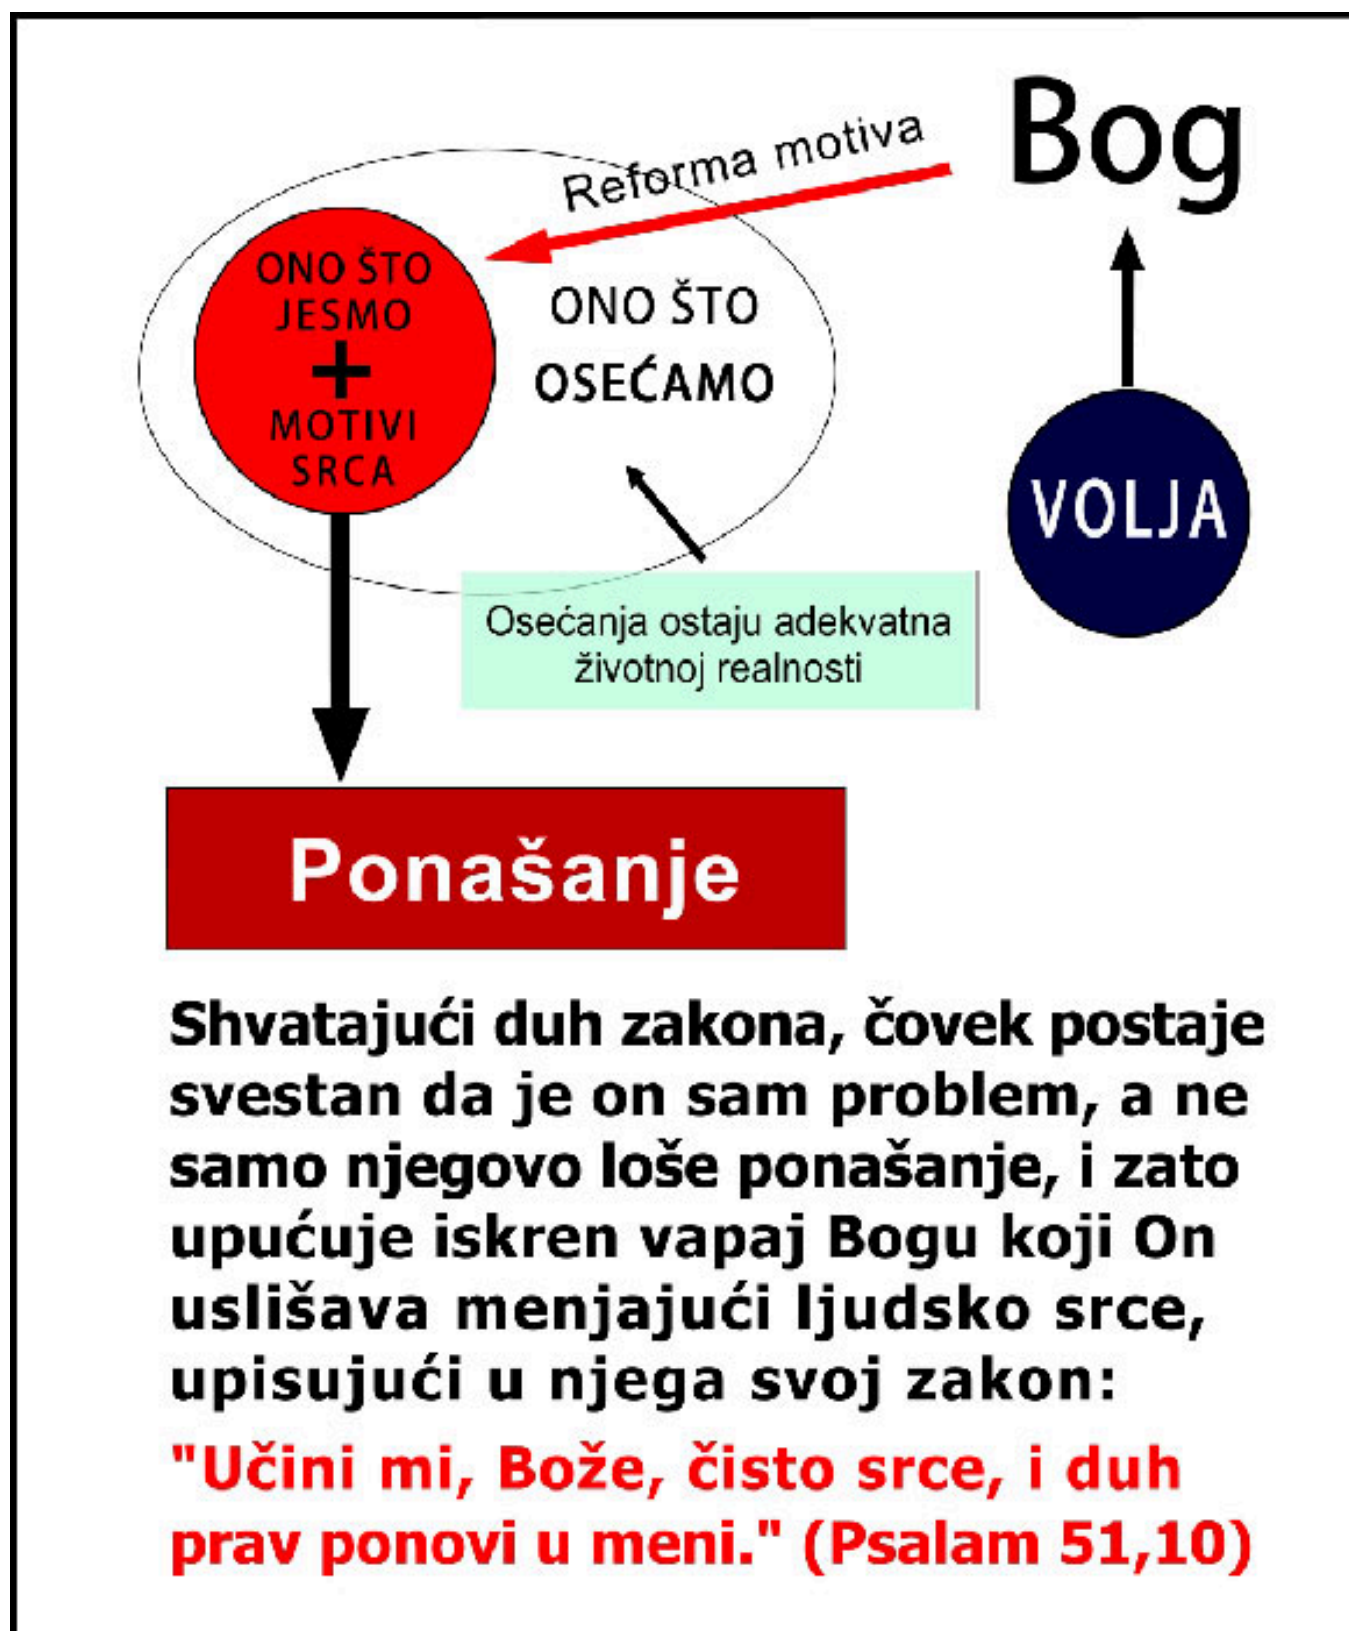 Bog
Reforma motiva
ONO ŠTO
JESMO
+
MOTIVI
SRCA
ONO ŠTO
OSEĆAMO
VOLJA
Osećanja ostaju adekvatna
životnoj realnosti
Ponašanje
Shvatajući duh zakona, čovek postaje
svestan da je on sam problem, a ne
samo njegovo loše ponašanje, i zato
upućuje iskren vapaj Bogu koji On
uslišava menjajući ljudsko srce,
upisujući u njega svoj zakon:
"Učini mi, Bože, čisto srce, i duh
prav ponovi u meni." (Psalam 51,10)